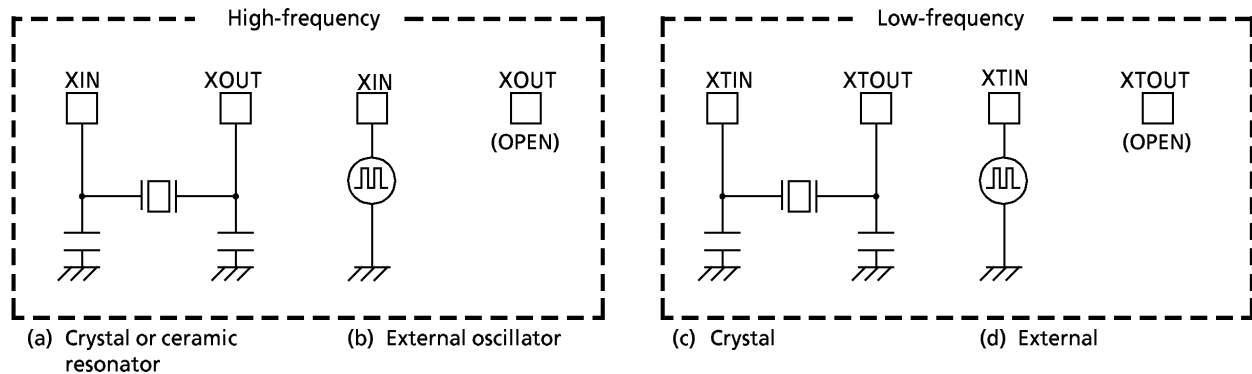 High-frequency
Low-frequency
XIN
XOUT
XIN
XOUT
(OPEN)
XTIN
XTOUT
XTIN
XTOUT
(OPEN)
(a) Crystal or ceramic
resonator
(b) External oscillator
(c) Crystal
(d) External